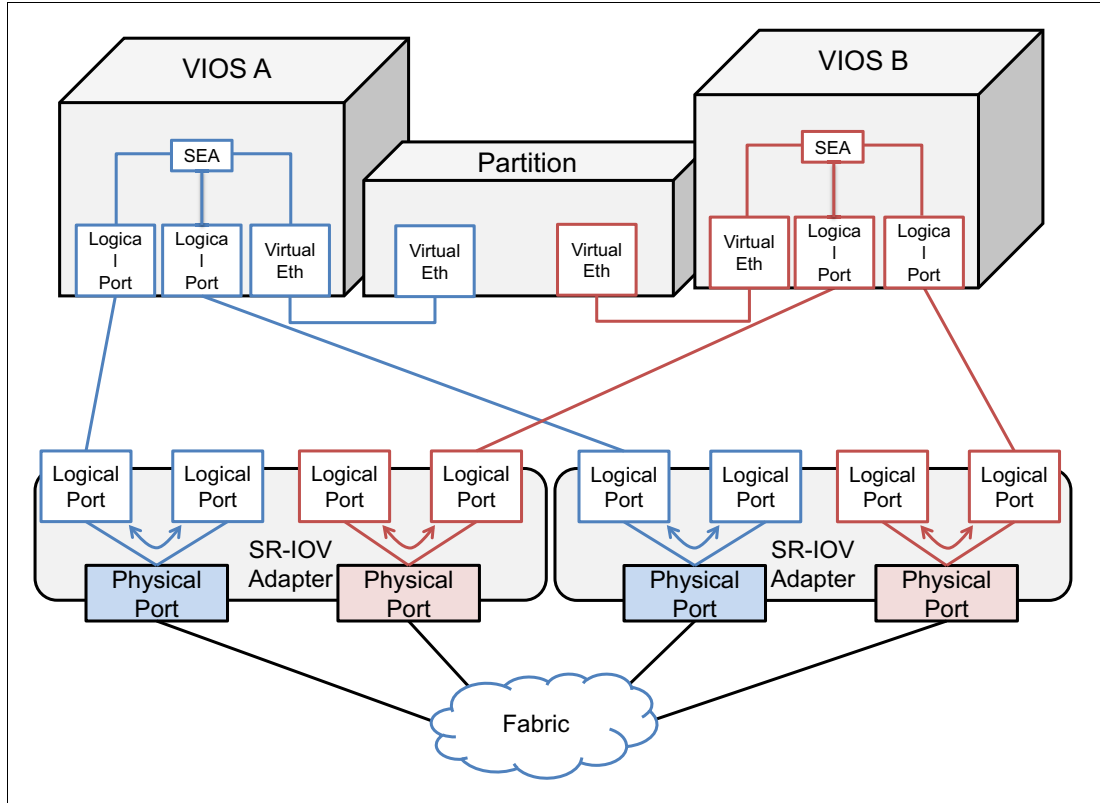 VIOS A
VIOS B
SEA
SEA
Partition
Logica
l
Port
Logica
l
Port
Virtual
Eth
Virtual
Eth
Virtual
Eth
Virtual
Eth
Logica
l
Port
Logica
l
Port
Logical
Port
Logical
Port
Logical
Port
Logical
Port
Logical
Port
Logical
Port
Logical
Port
Logical
Port
SR-IOV
Adapter
SR-IOV
Adapter
Physical
Port
Physical
Port
Physical
Port
Physical
Port
Fabric